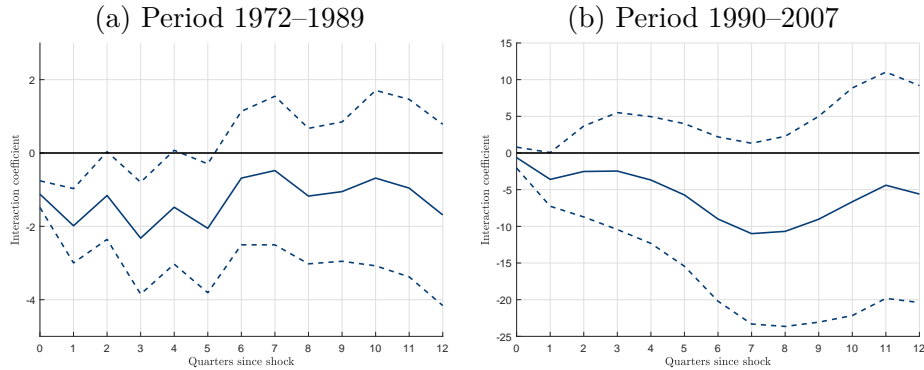 (a) Period 1972–1989
2
0
-2
-4
Interaction coefficient
0 1 2 3 4 5 6 7 8 9 10 11 12
Quarters since shock
(b) Period 1990–2007
15
10
5
0
-5
-10
-15
-20
-25
Interaction coefficient
0 1 2 3 4 5 6 7 8 9 10 11 12
Quarters since shock